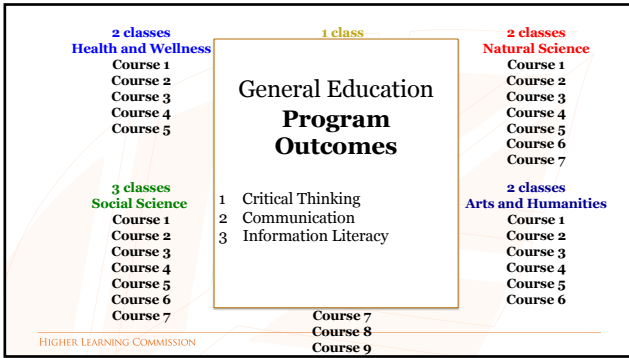 2 classes
Health and Wellness
Course 1
Course 2
Course 3
Course 4
Course 5
3 classes
Social Science
Course 1
Course 2
Course 3
Course 4
Course 5
Course 6
Course 7
1 class
General Education
Program
Outcomes
1 Critical Thinking
2 Communication
3 Information Literacy
Course 7
Course 8
Course 9
2 classes
Natural Science
Course 1
Course 2
Course 3
Course 4
Course 5
Course 6
Course 7
2 classes
Arts and Humanities
Course 1
Course 2
Course 3
Course 4
Course 5
Course 6
HIGHER LEARNING COMMISSION